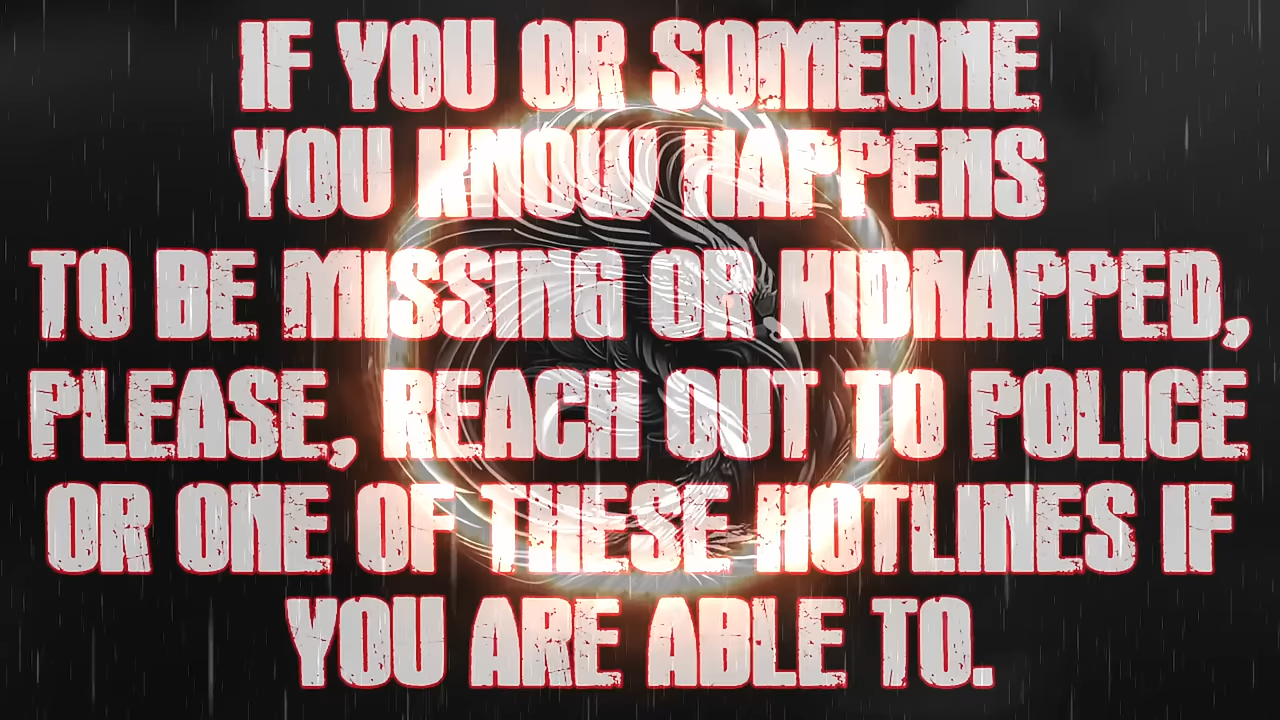 IF YOU OR SOMEONE
YOU KNOW HAPPENS
TO BE MISSING OR KIDNAPPED,
PLEASE, REACH OUT TO POLICE
OR ONE OF THESE HOTLINES IF
YOU ARE ABLE TO.